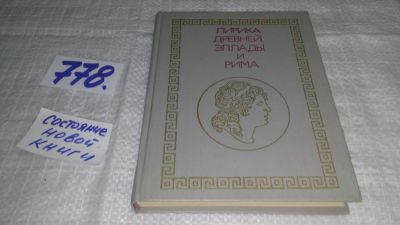 778.
СОСТОЯНИЕ
НОВОЙ
КНИГИ
ЛИРИКА
ДРЕВНЕЙ
ЭЛЛАДЫ И
РИМА